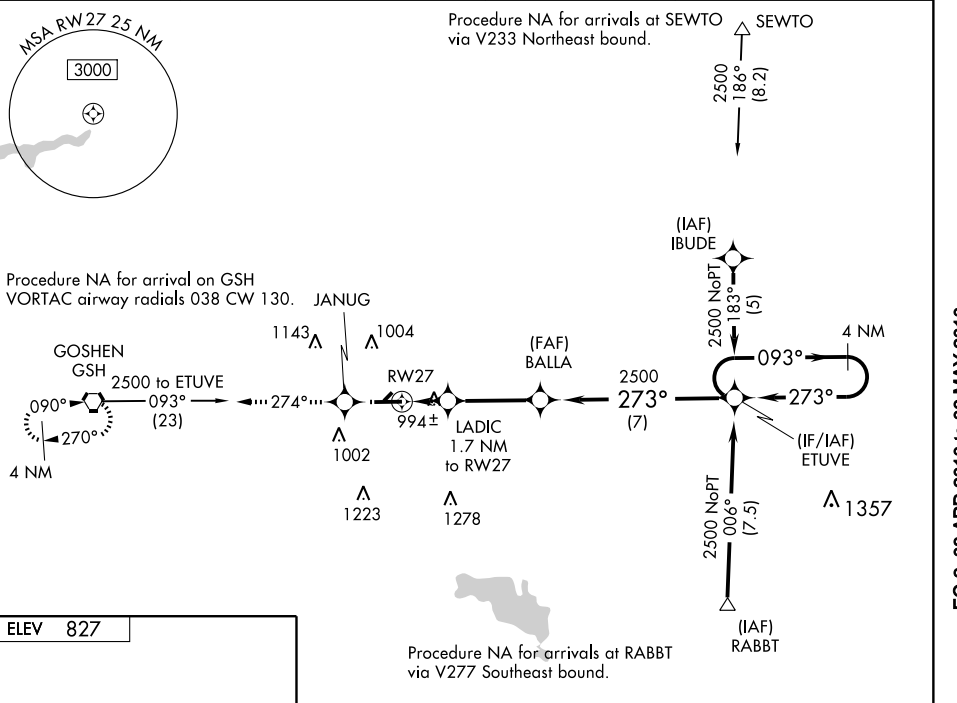 MSA RW27 25 NM
3000
Procedure NA for arrivals at SEWTO
via V233 Northeast bound.
SEWTO
2500
186°
(8.2)
(IAF)
IBUDE
2500 NoPT
183°
(5)
Procedure NA for arrival on GSH
VORTAC airway radials 038 CW 130.
JANUG
1143
1004
4 NM
GOSHEN
GSH
2500 to ETUVE
093°
(23)
090°
270°
4 NM
274°
RW27
994±
LADIC
1.7 NM
to RW27
(FAF)
BALLA
2500
273°
(7)
093°
273°
(IF/IAF)
ETUVE
1002
1223
1278
1357
2500 NoPT
006°
(7.5)
(IAF)
RABBT
Procedure NA for arrivals at RABBT
via V277 Southeast bound.
ELEV 827